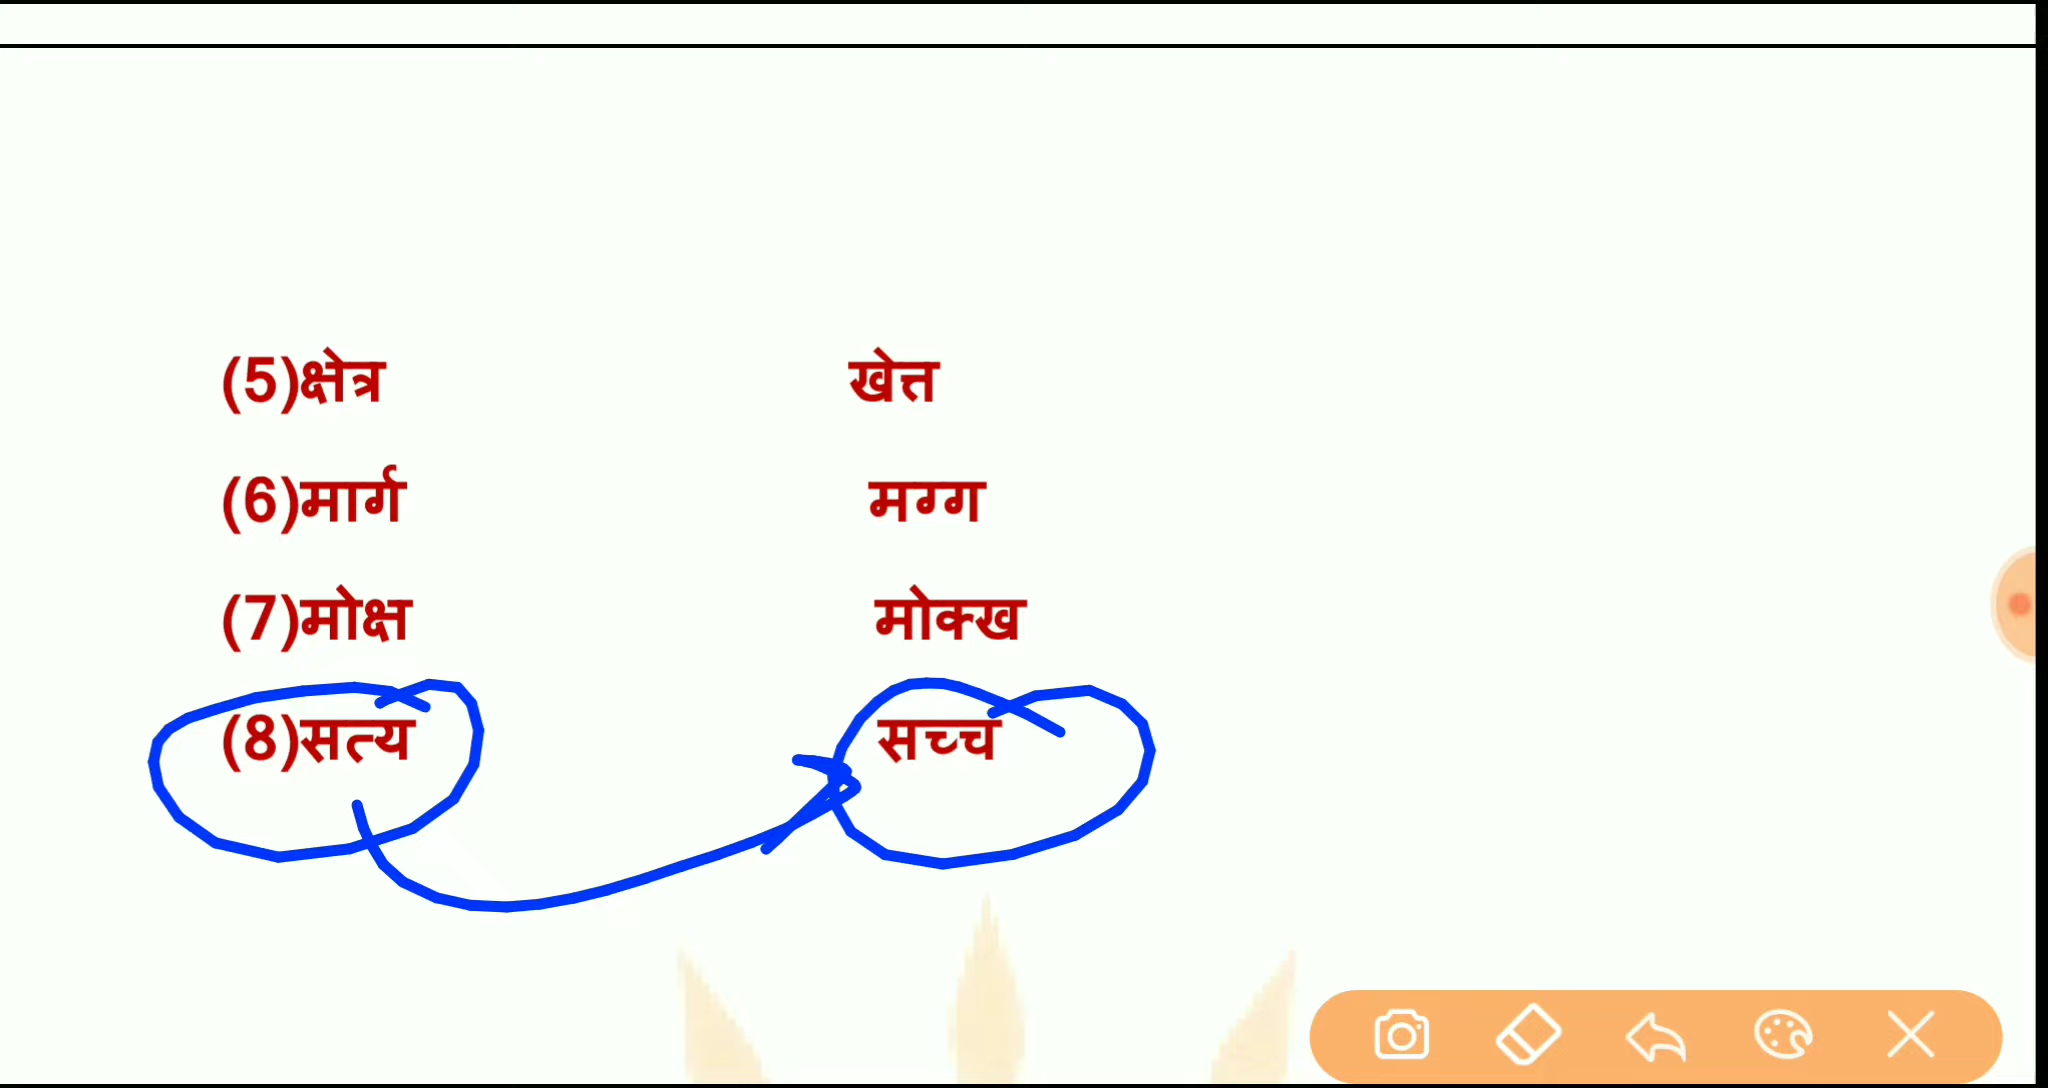 (5)क्षेत्र खेत्त
(6)मार्ग मग्ग
(7)मोक्ष मोक्ख
(8)सत्य सच्च